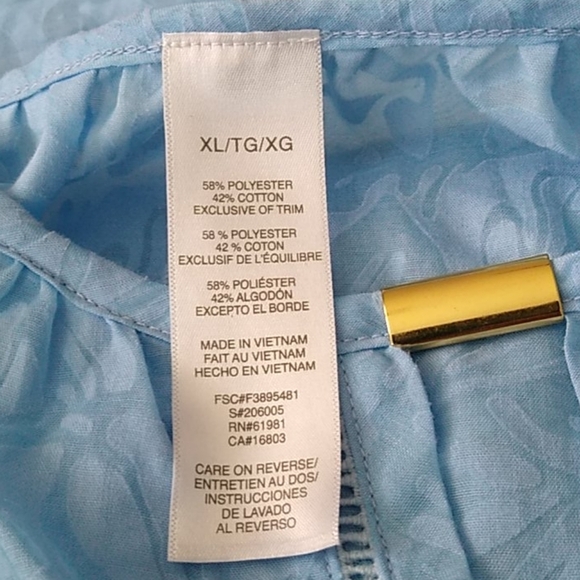 XL/TG/XG
58% POLYESTER
42% COTTON
EXCLUSIVE OF TRIM
58 % POLYESTER
42 % COTON
EXCLUSIF DE L'ÉQUILIBRE
58% POLIÉSTER
42% ALGODÓN
EXCEPTO EL BORDE
MADE IN VIETNAM
FAIT AU VIETNAM
HECHO EN VIETNAM
FSC#F3895481
S#206005
RN#61981
CA#16803
CARE ON REVERSE/
ENTRETIEN AU DOS/
INSTRUCCIONES
DE LAVADO
AL REVERSO